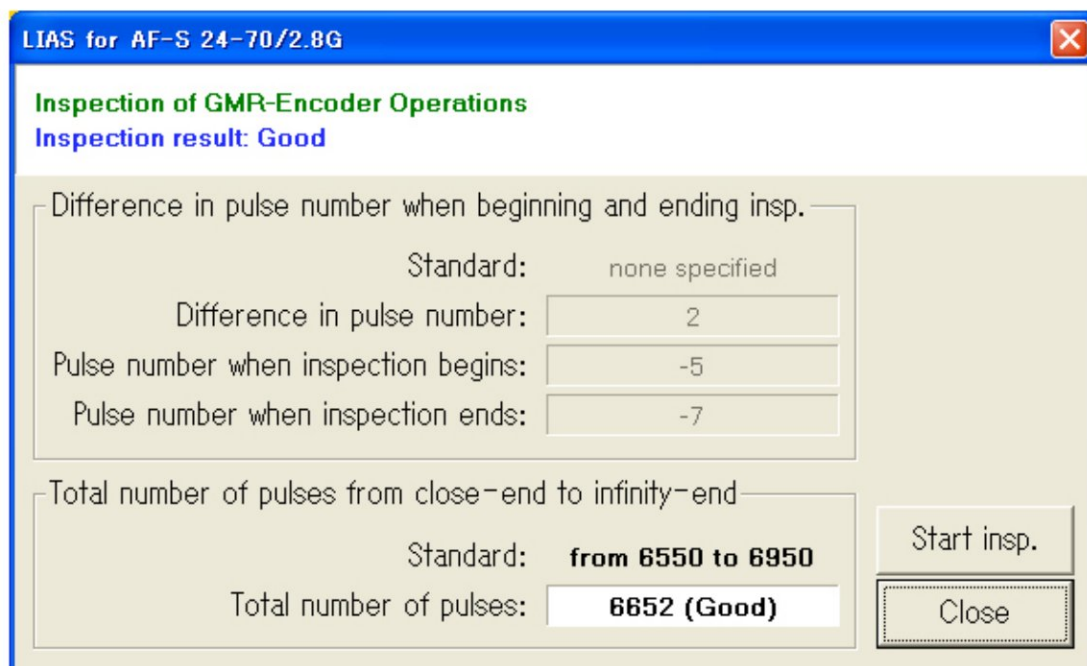 LIAS for AF-S 24-70/2.8G
Inspection of GMR-Encoder Operations
Inspection result: Good
Difference in pulse number when beginning and ending insp.
Standard: none specified
Difference in pulse number: 2
Pulse number when inspection begins: -5
Pulse number when inspection ends: -7
Total number of pulses from close-end to infinity-end
Standard: from 6550 to 6950
Total number of pulses: 6652 (Good)
Start insp.
Close